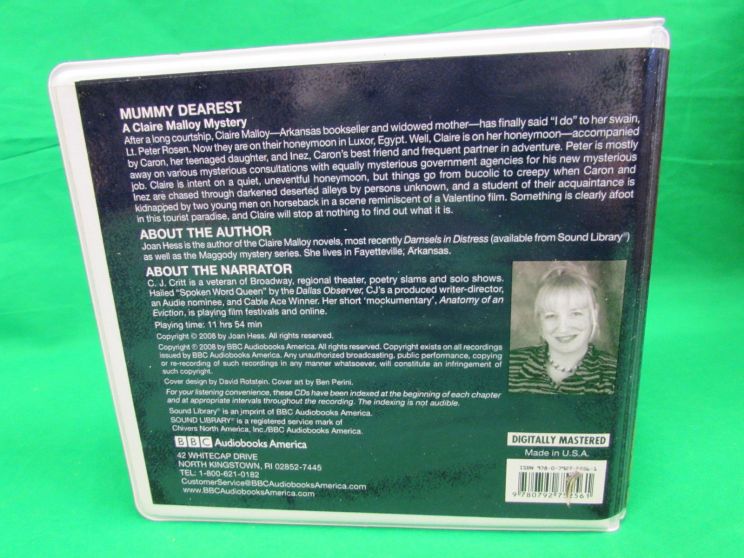 MUMMY DEAREST
A Claire Malloy Mystery
After a long courtship, Claire Malloy—Arkansas bookseller and widowed mother—has finally said "I do" to her swain,
Lt. Peter Rosen. Now they are on their honeymoon in Luxor, Egypt. Well, Claire is on her honeymoon—accompanied
by Caron, her teenaged daughter, and Inez, Caron's best friend and frequent partner in adventure. Peter is mostly
away on various mysterious consultations with equally mysterious government agencies for his new mysterious
job. Claire is intent on a quiet, uneventful honeymoon, but things go from bucolic to creepy when Caron and
Inez are chased through darkened deserted alleys by persons unknown, and a student of their acquaintance is
kidnapped by two young men on horseback in a scene reminiscent of a Valentino film. Something is clearly afoot
in this tourist paradise, and Claire will stop at nothing to find out what it is.
ABOUT THE AUTHOR
Joan Hess is the author of the Claire Malloy novels, most recently Damsels in Distress (available from Sound Library®)
as well as the Maggody mystery series. She lives in Fayetteville, Arkansas.
ABOUT THE NARRATOR
C. J. Critt is a veteran of Broadway, regional theater, poetry slams and solo shows.
Hailed "Spoken Word Queen" by the Dallas Observer, CJ's a produced writer-director,
an Audie nominee, and Cable Ace Winner. Her short 'mockumentary', Anatomy of an
Eviction, is playing film festivals and online.
Playing time: 11 hrs 54 min
Copyright © 2008 by Joan Hess. All rights reserved.
Copyright © 2008 by BBC Audiobooks America. All rights reserved. Copyright exists on all recordings
issued by BBC Audiobooks America. Any unauthorized broadcasting, public performance, copying
or re-recording of such recordings in any manner whatsoever, will constitute an infringement of
such copyright.
Cover design by David Rotstein. Cover art by Ben Perini.
For your listening convenience, these CDs have been indexed at the beginning of each chapter
and at appropriate intervals throughout the recording. The indexing is not audible.
Sound Library® is an imprint of BBC Audiobooks America.
SOUND LIBRARY® is a registered service mark of
Chivers North America, Inc./BBC Audiobooks America.
BBC Audiobooks America
42 WHITECAP DRIVE
NORTH KINGSTOWN, RI 02852-7445
TEL: 1-800-621-0182
CustomerService@BBCAudiobooksAmerica.com
www.BBCAudiobooksAmerica.com
DIGITALLY MASTERED
Made in U.S.A.
ISBN